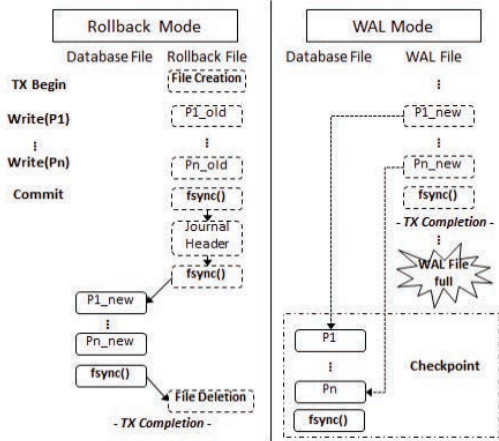 Rollback Mode
Database File Rollback File
TX Begin File Creation
Write(P1) P1_old
⋮ ⋮
Write(Pn) Pn_old
Commit fsync()
Journal
Header
fsync()
P1_new
⋮
Pn_new
fsync()
File Deletion
- TX Completion -
WAL Mode
Database File WAL File
⋮
P1_new
⋮
Pn_new
fsync()
- TX Completion -
⋮
WAL File
full
P1
Checkpoint
⋮
Pn
fsync()